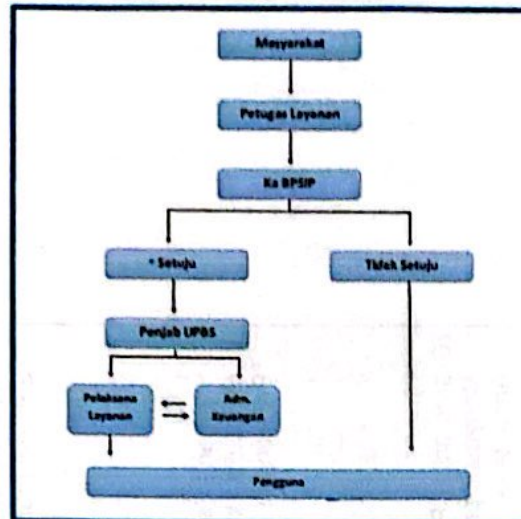 Masyarakat
Petugas Layanan
Ka BPSIP
Setuju
Tidak Setuju
Penjab UPBS
Pelaksana
Layanan
Adm.
Keuangan
Pengguna